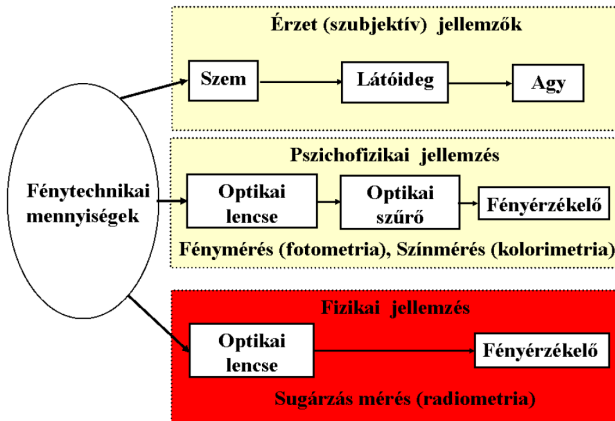 Érzet (szubjektív) jellemzők
Szem
Látóideg
Agy
Fénytechnikai
mennyiségek
Pszichofizikai jellemzés
Optikai
lencse
Optikai
szűrő
Fényérzékelő
Fénymérés (fotometria), Színmérés (kolorimetria)
Fizikai jellemzés
Optikai
lencse
Fényérzékelő
Sugárzás mérés (radiometria)